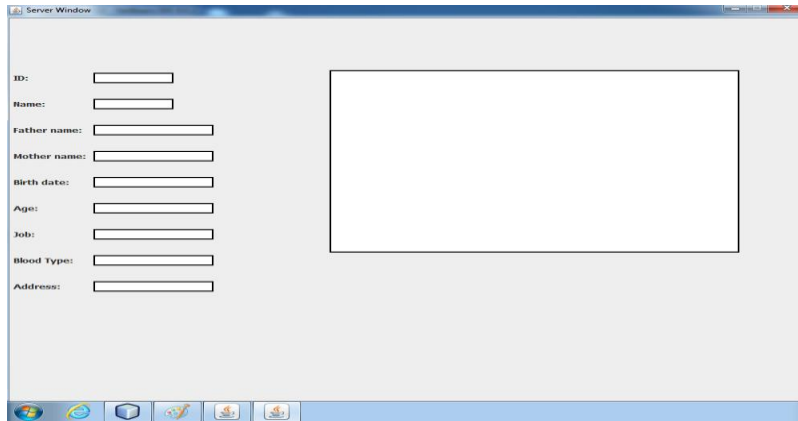 Server Window
ID:
Name:
Father name:
Mother name:
Birth date:
Age:
Job:
Blood Type:
Address: